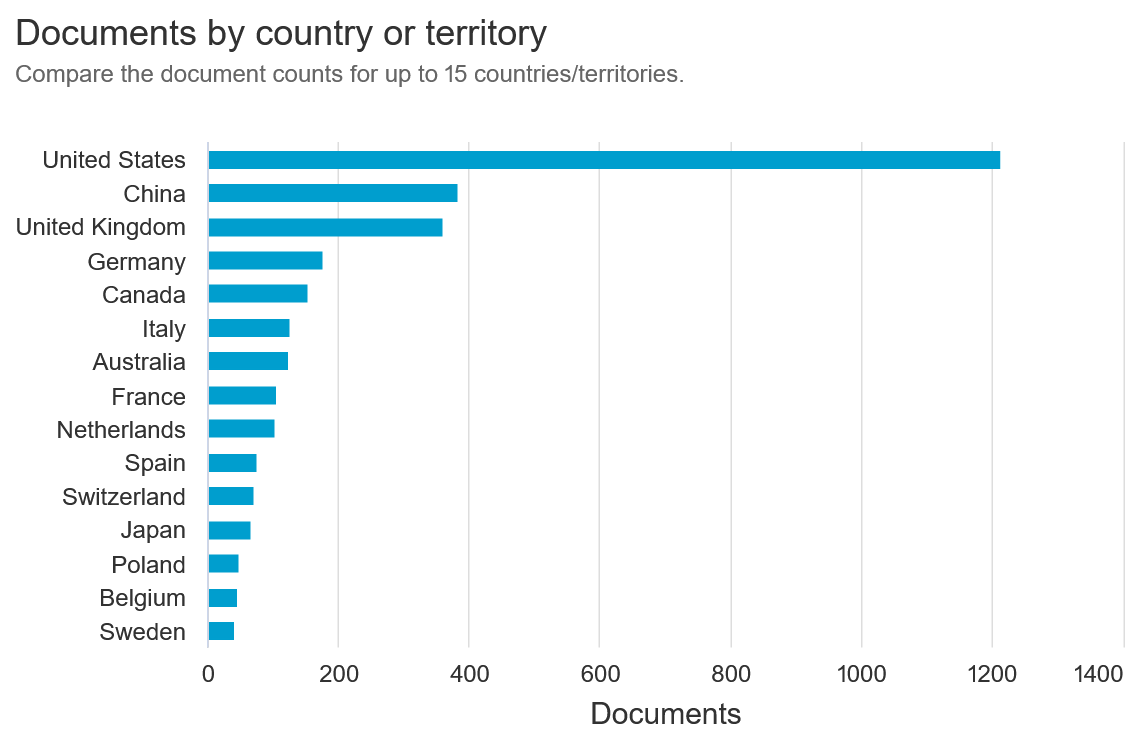 Documents by country or territory
Compare the document counts for up to 15 countries/territories.
United States
China
United Kingdom
Germany
Canada
Italy
Australia
France
Netherlands
Spain
Switzerland
Japan
Poland
Belgium
Sweden
0 200 400 600 800 1000 1200 1400
Documents